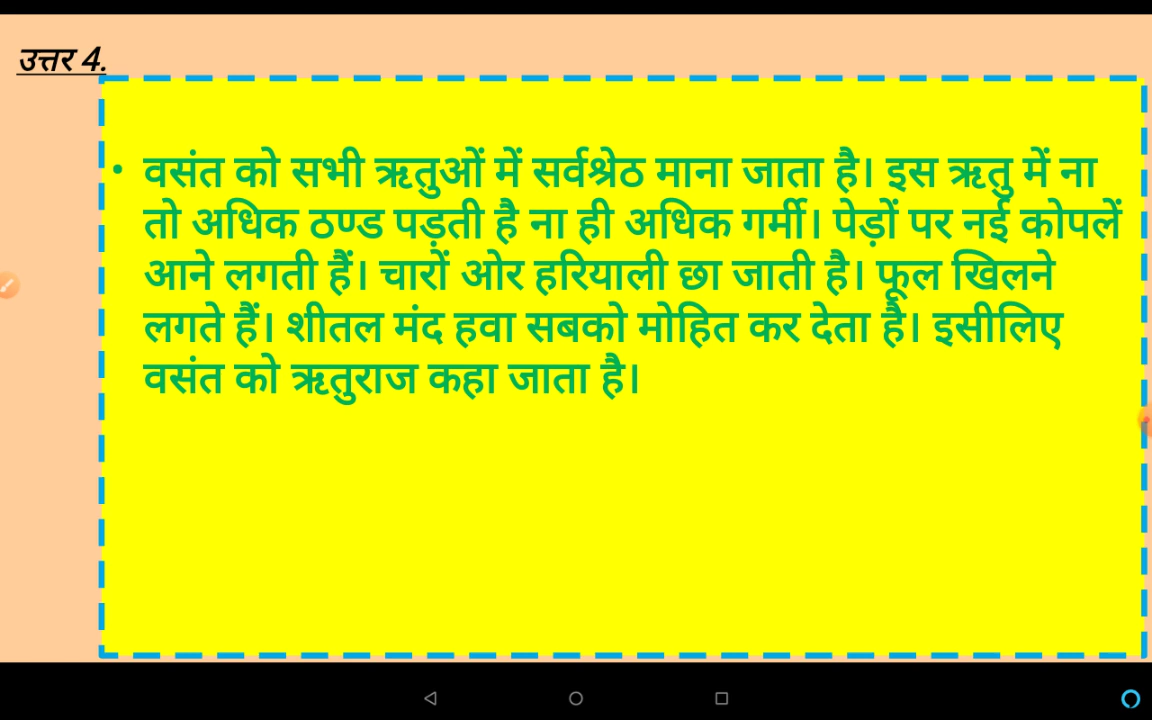 उत्तर 4.
• वसंत को सभी ऋतुओं में सर्वश्रेठ माना जाता है। इस ऋतु में ना
तो अधिक ठण्ड पड़ती है ना ही अधिक गर्मी। पेड़ों पर नई कोपलें
आने लगती हैं। चारों ओर हरियाली छा जाती है। फूल खिलने
लगते हैं। शीतल मंद हवा सबको मोहित कर देता है। इसीलिए
वसंत को ऋतुराज कहा जाता है।